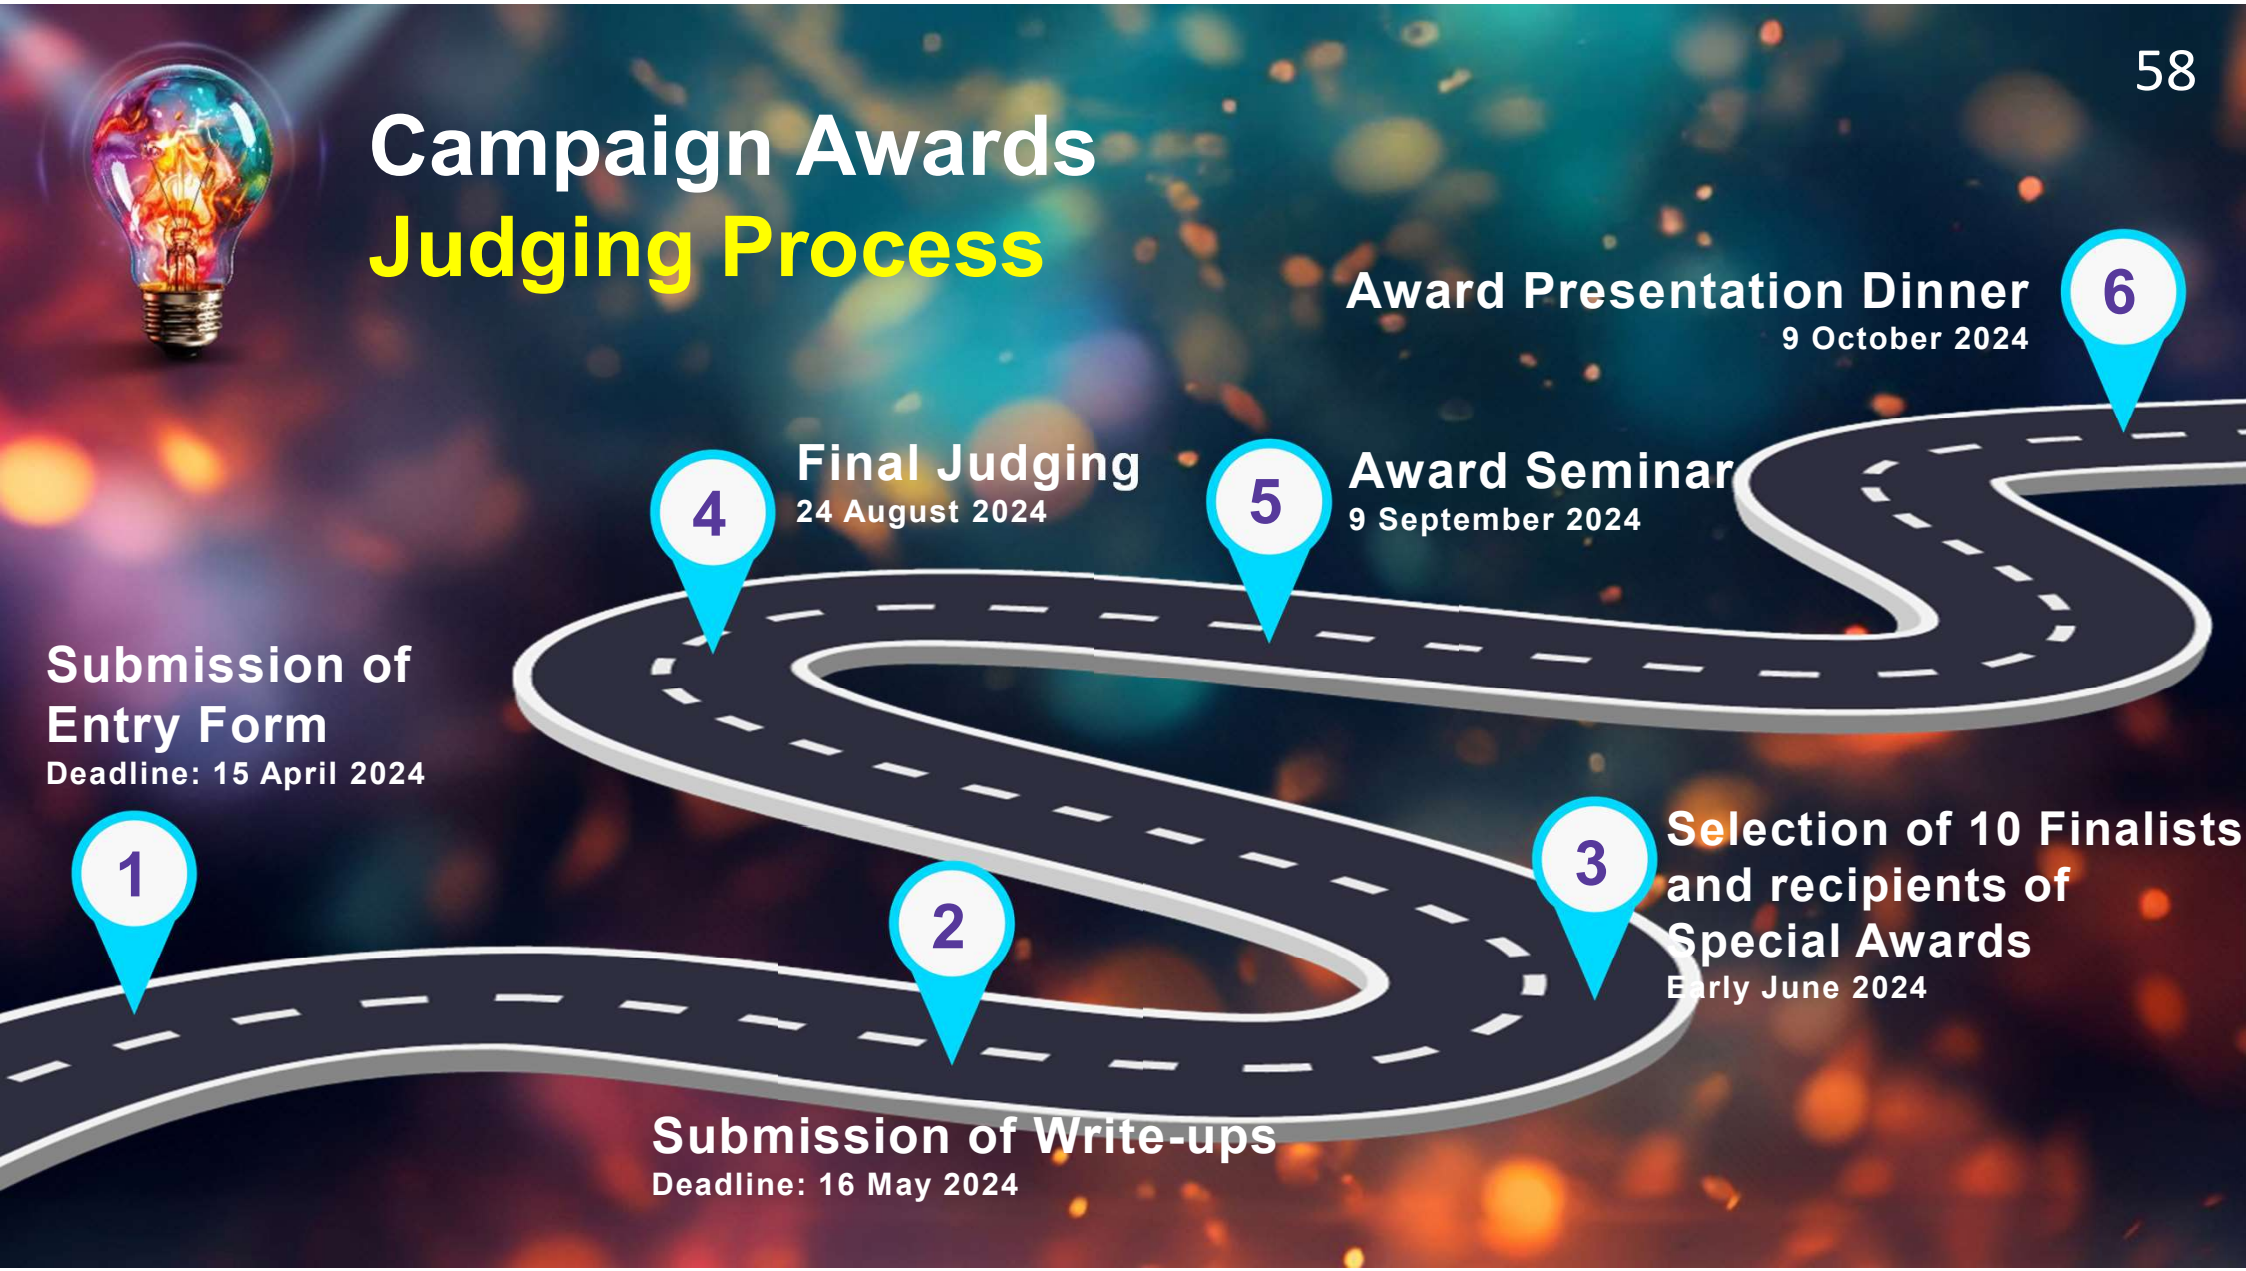 58
Campaign Awards
Judging Process
1
Submission of
Entry Form
Deadline: 15 April 2024
2
Submission of Write-ups
Deadline: 16 May 2024
3
Selection of 10 Finalists
and recipients of
Special Awards
Early June 2024
4
Final Judging
24 August 2024
5
Award Seminar
9 September 2024
6
Award Presentation Dinner
9 October 2024